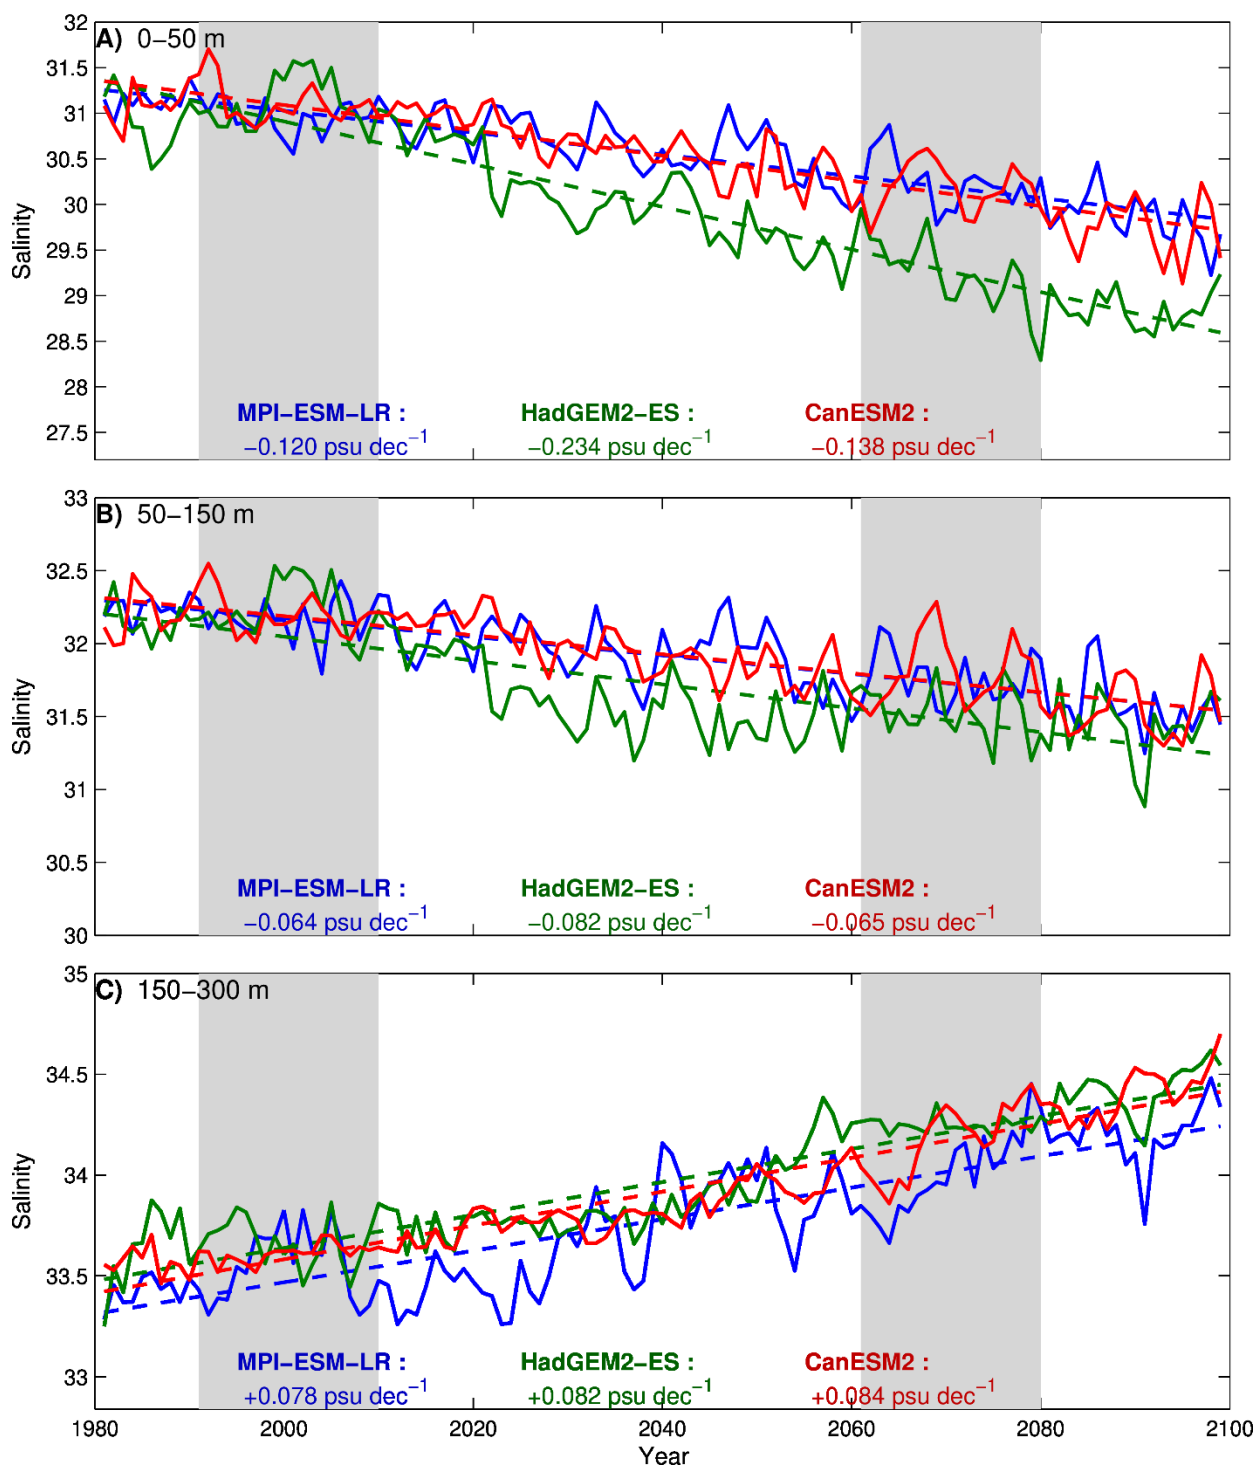 A) 0−50 m
32
31.5
31
30.5
30
29.5
29
28.5
28
27.5
Salinity
MPI−ESM−LR : HadGEM2−ES : CanESM2 :
−0.120 psu dec⁻¹ −0.234 psu dec⁻¹ −0.138 psu dec⁻¹
B) 50−150 m
33
32.5
32
31.5
31
30.5
30
Salinity
MPI−ESM−LR : HadGEM2−ES : CanESM2 :
−0.064 psu dec⁻¹ −0.082 psu dec⁻¹ −0.065 psu dec⁻¹
C) 150−300 m
35
34.5
34
33.5
33
Salinity
MPI−ESM−LR : HadGEM2−ES : CanESM2 :
+0.078 psu dec⁻¹ +0.082 psu dec⁻¹ +0.084 psu dec⁻¹
1980 2000 2020 2040 2060 2080 2100
Year